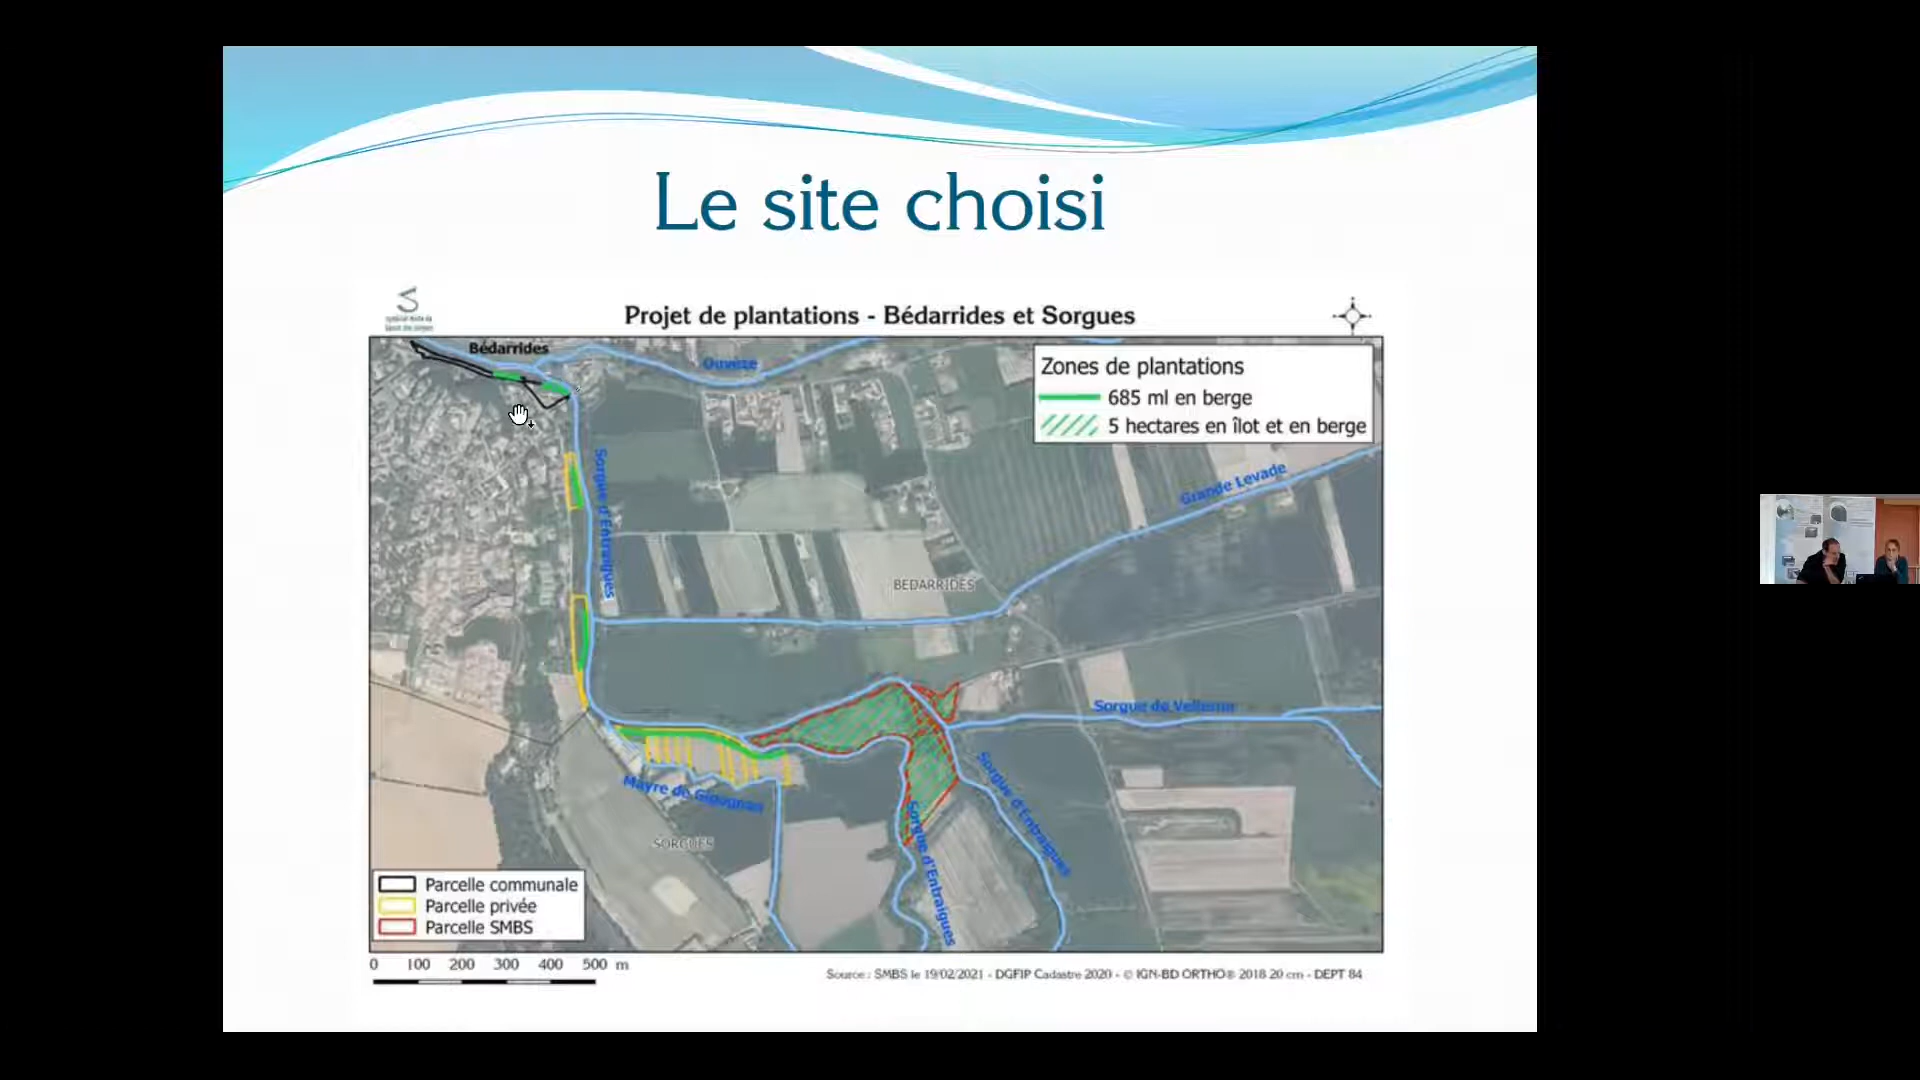 Le site choisi
Projet de plantations - Bédarrides et Sorgues
Bédarrides
Ouvèze
Zones de plantations
685 ml en berge
5 hectares en îlot et en berge
Grande Levade
Sorgue d'Entraigues
BEDARRIDES
Sorgue de Velleron
Mayre de Gigognan
Sorgue d'Entraigues
Sorgue d'Entraigues
SORGUES
Parcelle communale
Parcelle privée
Parcelle SMBS
0 100 200 300 400 500 m
Source : SMBS le 19/02/2021 - DGFIP Cadastre 2020 - © IGN-BD ORTHO® 2018 20 cm - DEPT 84